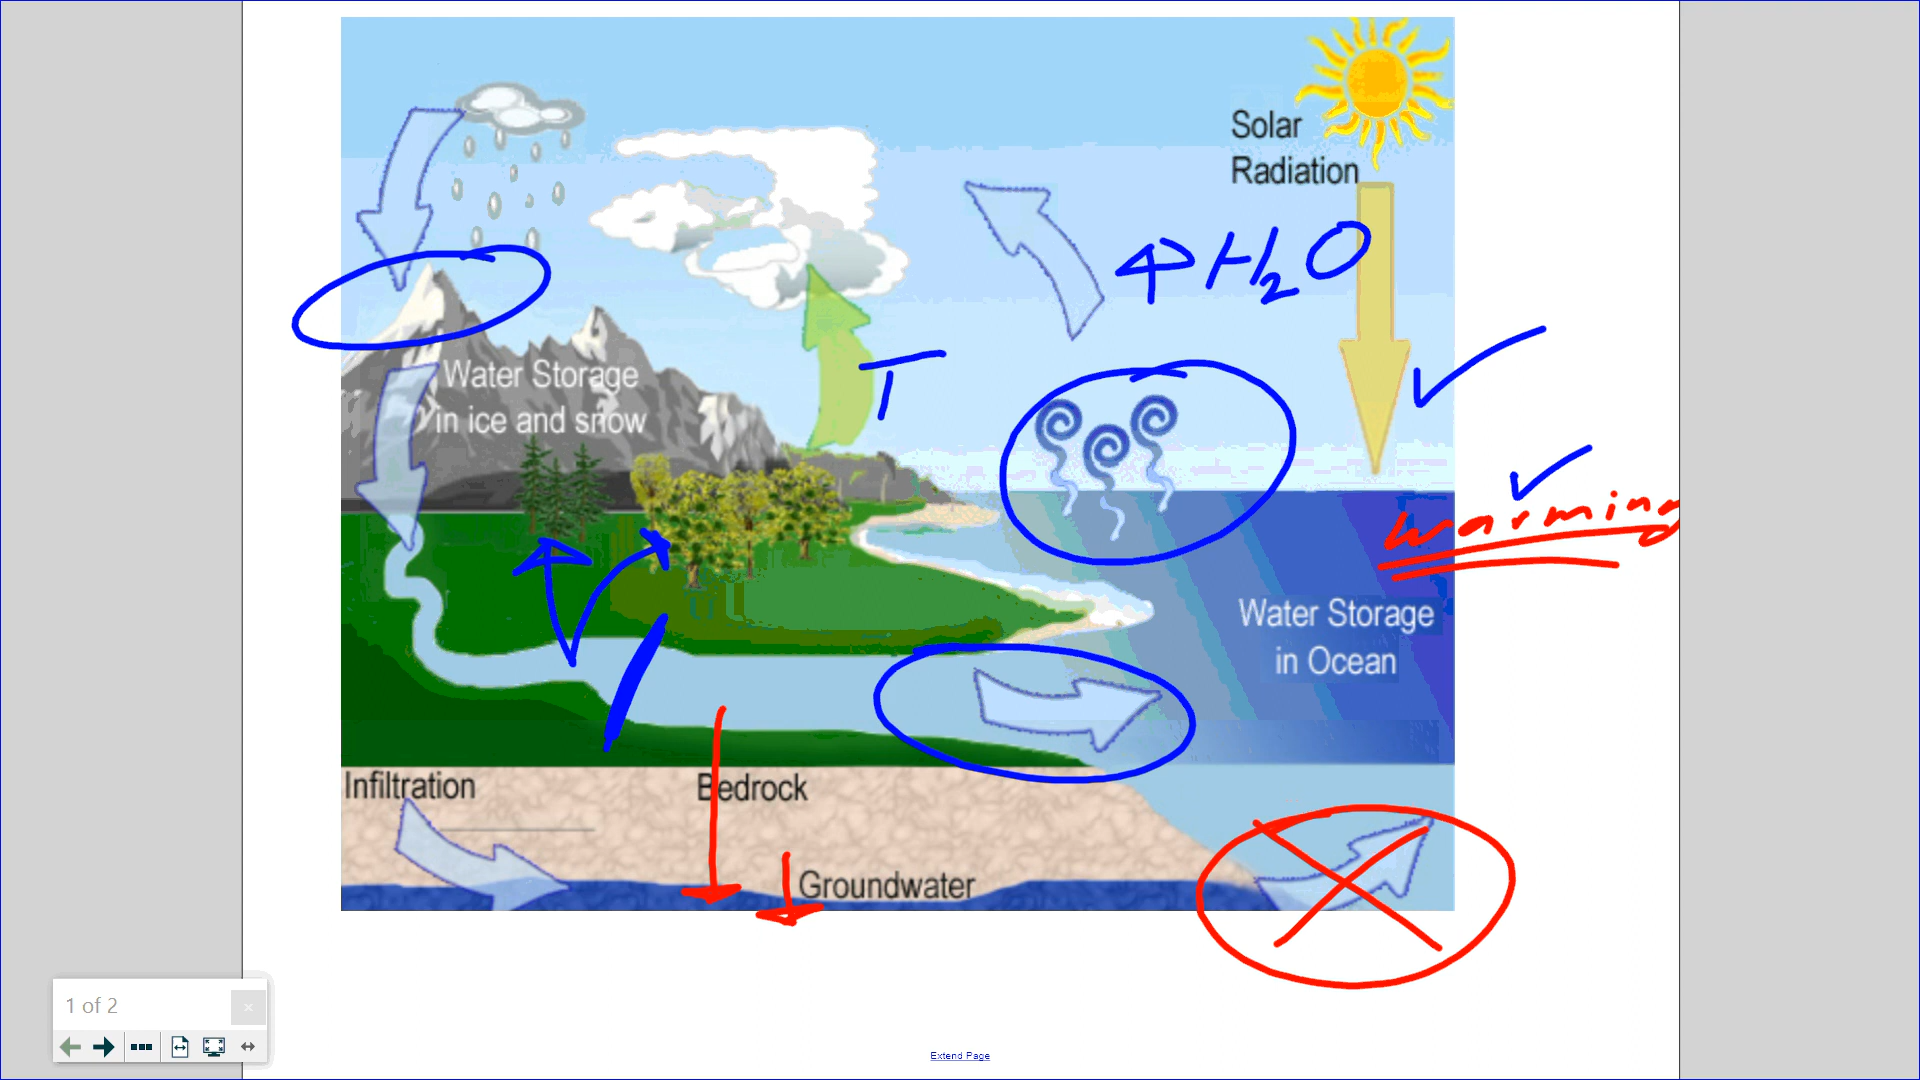 Solar
Radiation
↑H₂O
T
Water Storage
in ice and snow
warming
Water Storage
in Ocean
Infiltration
Bedrock
Groundwater
1 of 2
Extend Page